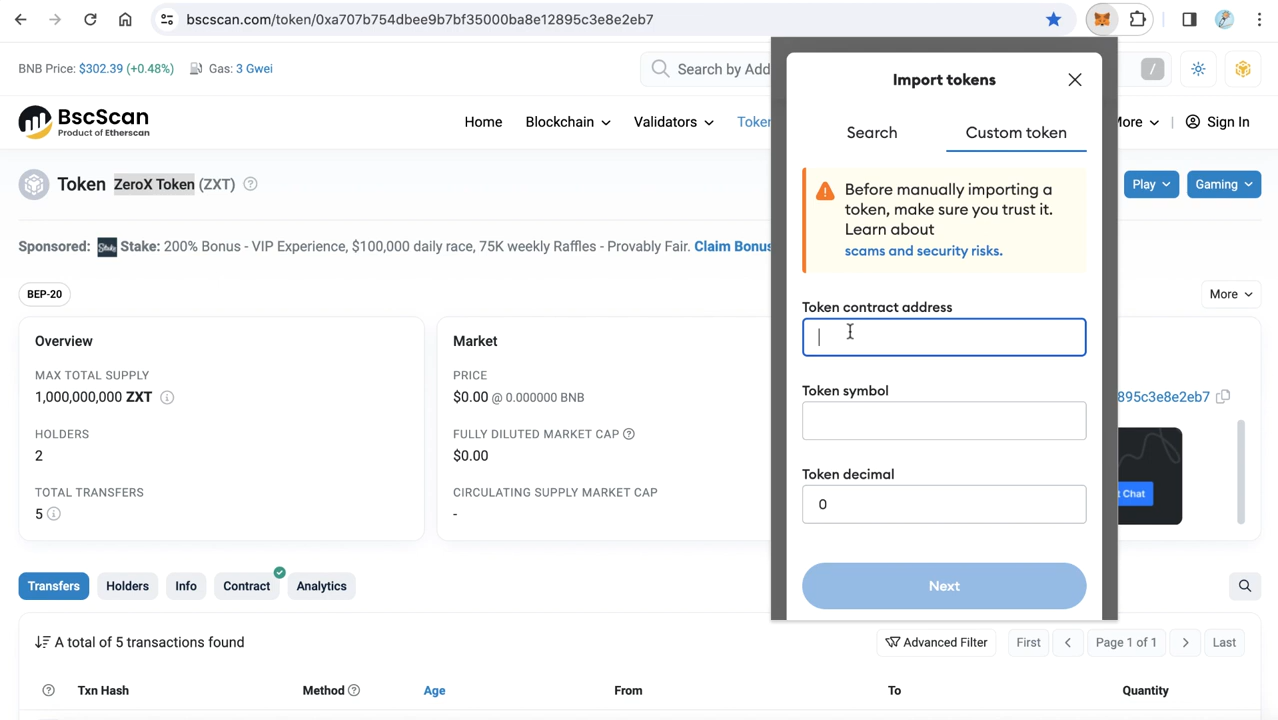 bscscan.com/token/0xa707b754dbee9b7bf35000ba8e12895c3e8e2eb7
BNB Price: $302.39 (+0.48%) Gas: 3 Gwei
Search by Add
/
BscScan
Product of Etherscan
Home Blockchain Validators Token
More | Sign In
Token ZeroX Token (ZXT)
Play Gaming
Sponsored: Stake Stake: 200% Bonus - VIP Experience, $100,000 daily race, 75K weekly Raffles - Provably Fair. Claim Bonus
BEP-20
More
Overview
MAX TOTAL SUPPLY
1,000,000,000 ZXT
HOLDERS
2
TOTAL TRANSFERS
5
Market
PRICE
$0.00 @ 0.000000 BNB
FULLY DILUTED MARKET CAP
$0.00
CIRCULATING SUPPLY MARKET CAP
-
895c3e8e2eb7
t Chat
Import tokens
Search Custom token
Before manually importing a
token, make sure you trust it.
Learn about
scams and security risks.
Token contract address
Token symbol
Token decimal
0
Next
Transfers Holders Info Contract Analytics
A total of 5 transactions found
Advanced Filter First Page 1 of 1 Last
Txn Hash Method Age From To Quantity